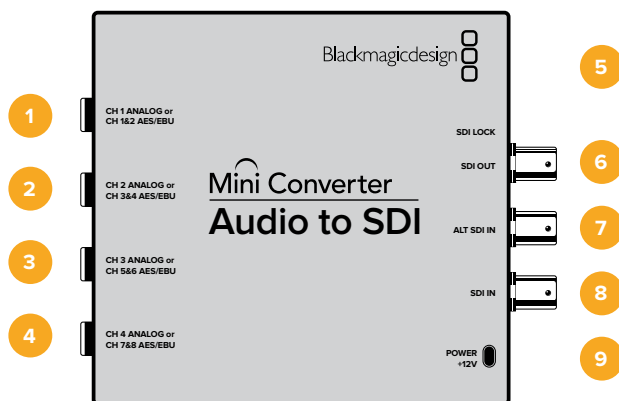 Blackmagicdesign
1
CH 1 ANALOG or
CH 1&2 AES/EBU
2
CH 2 ANALOG or
CH 3&4 AES/EBU
3
CH 3 ANALOG or
CH 5&6 AES/EBU
4
CH 4 ANALOG or
CH 7&8 AES/EBU
Mini Converter
Audio to SDI
5
SDI LOCK
SDI OUT
6
ALT SDI IN
7
SDI IN
8
POWER
+12V
9